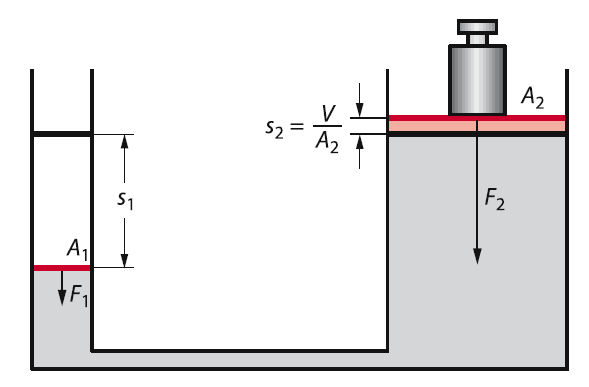 A₂
s₂ = V/A₂
s₁
F₂
A₁
F₁